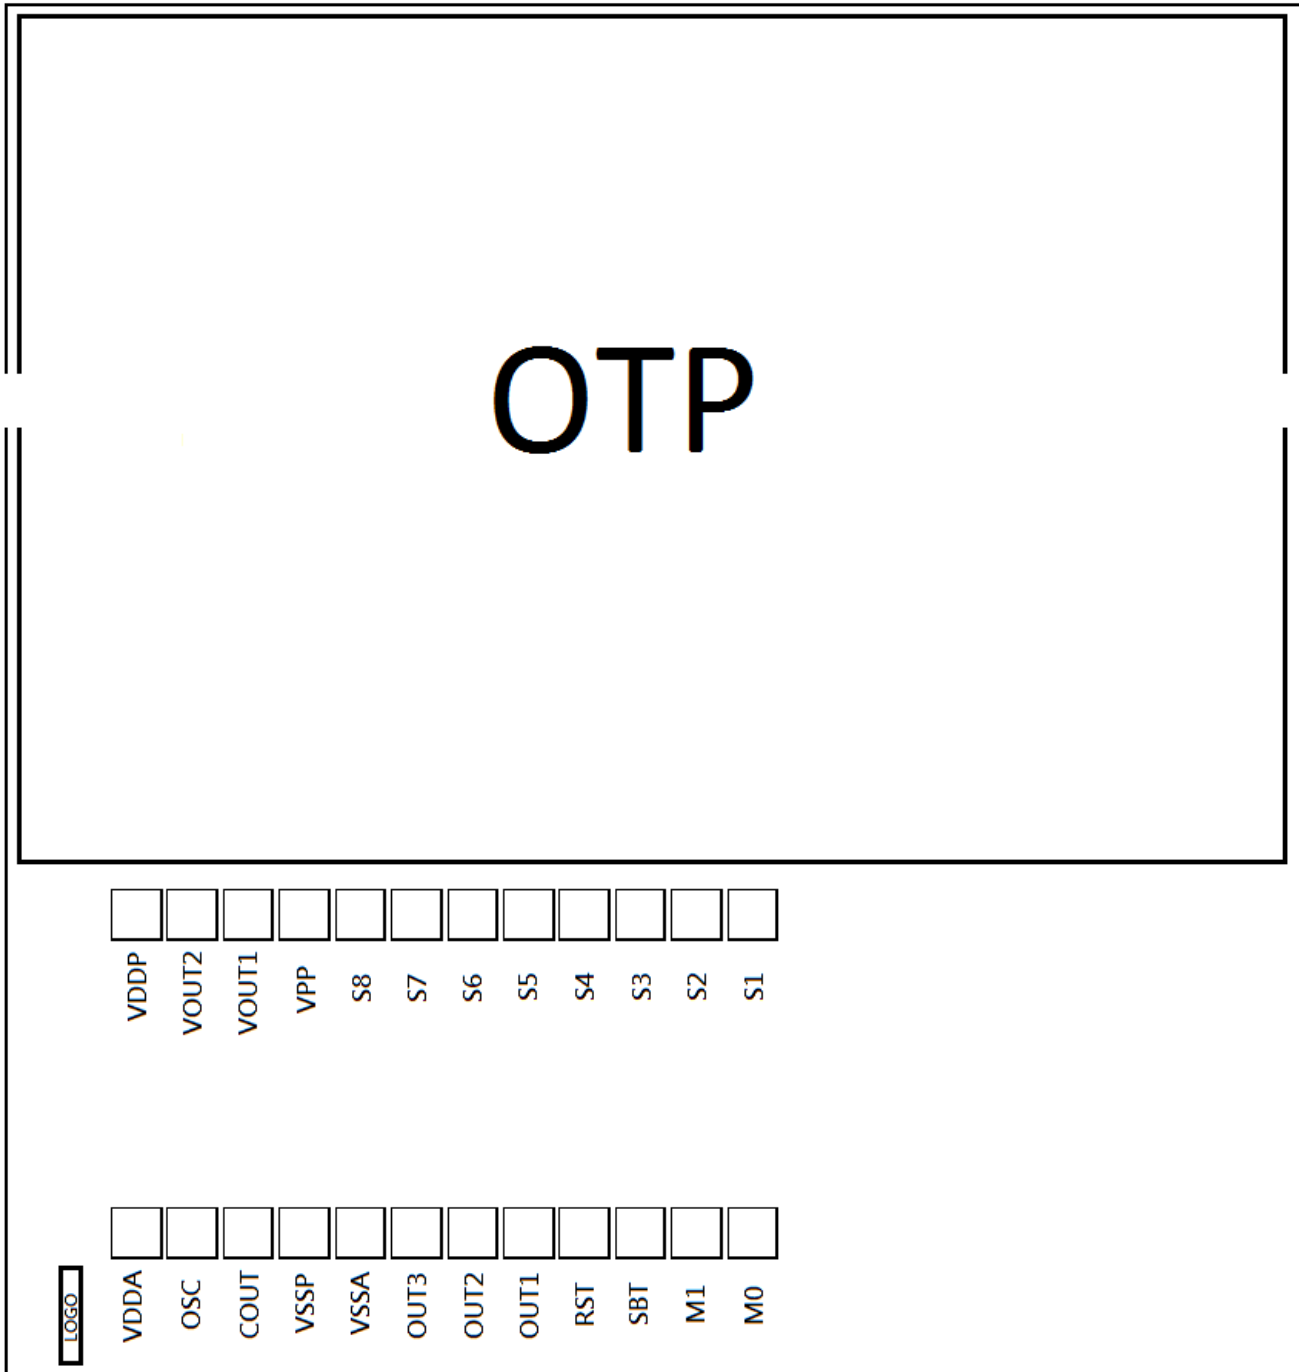 OTP
VDDP VOUT2 VOUT1 VPP S8 S7 S6 S5 S4 S3 S2 S1
LOGO VDDA OSC COUT VSSP VSSA OUT3 OUT2 OUT1 RST SBT M1 M0